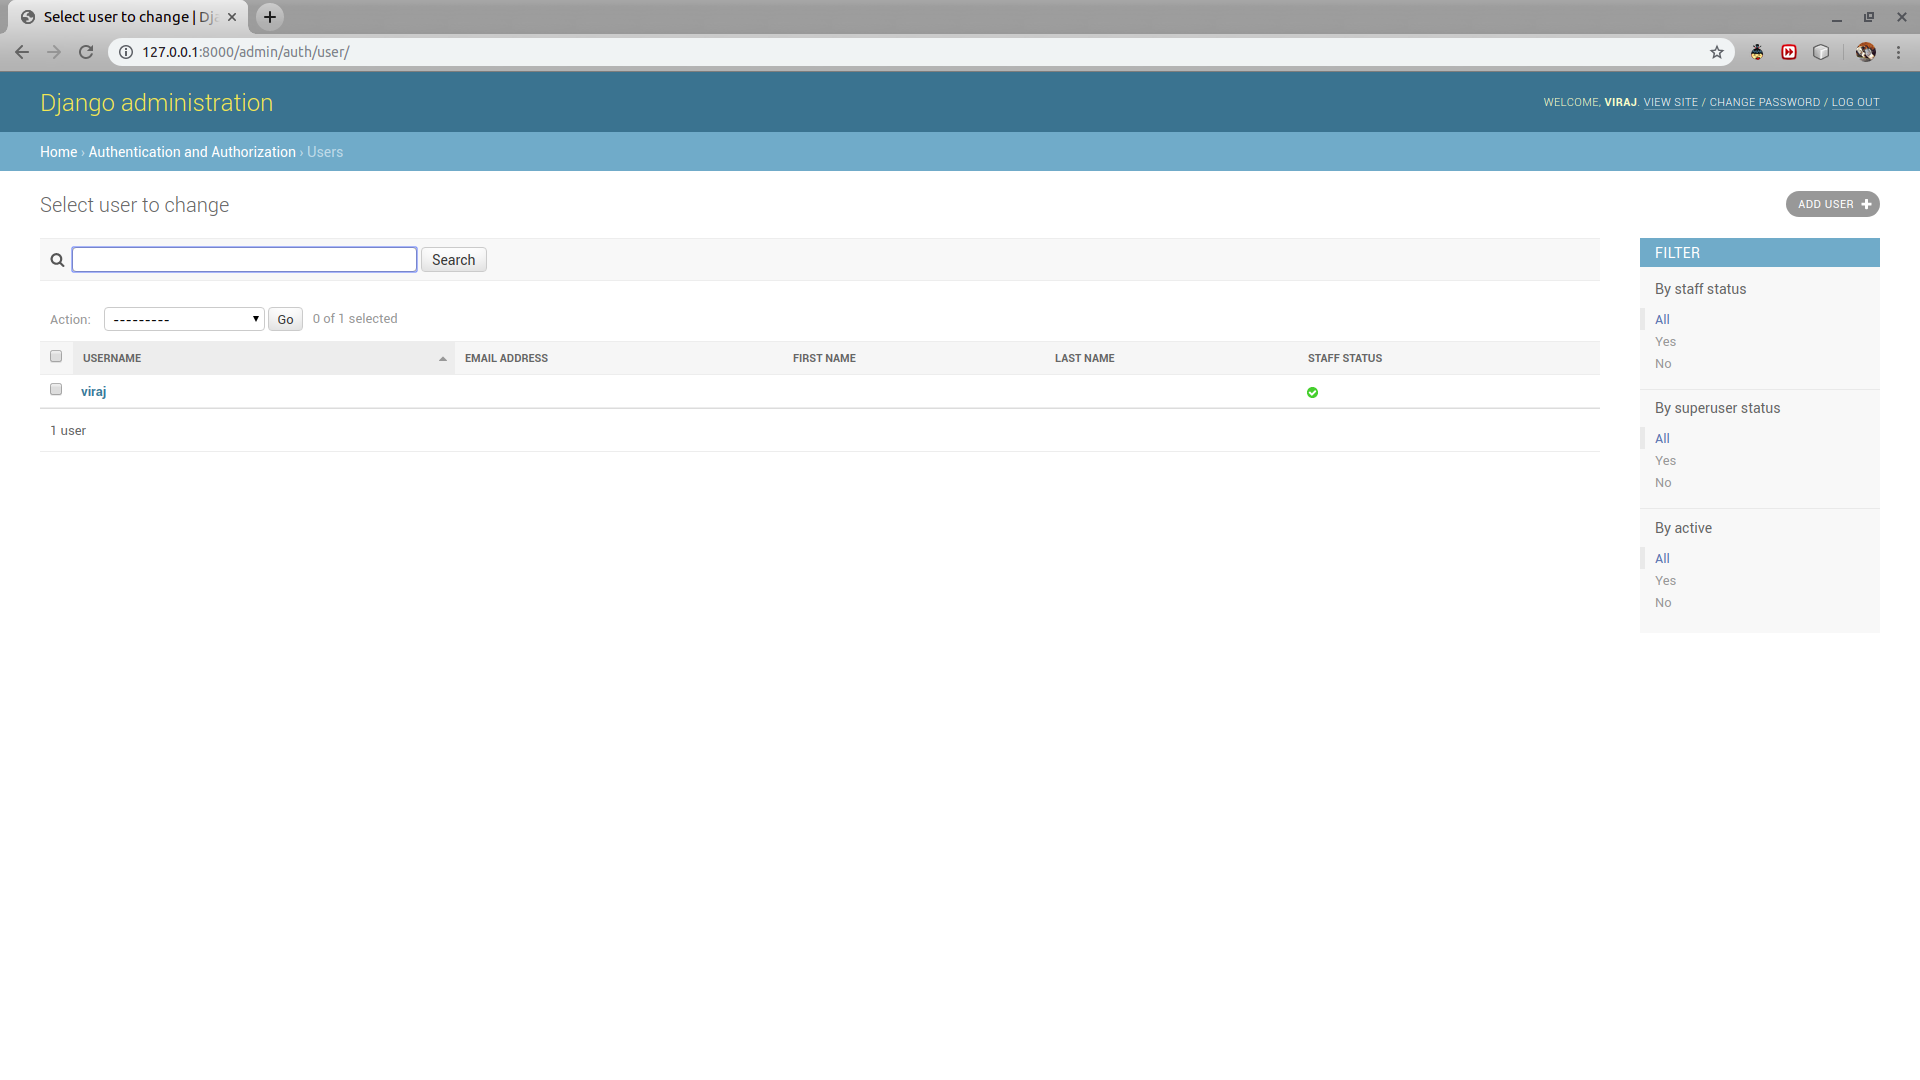 Select user to change | Dja
127.0.0.1:8000/admin/auth/user/
Django administration
WELCOME, VIRAJ. VIEW SITE / CHANGE PASSWORD / LOG OUT
Home › Authentication and Authorization › Users
Select user to change
ADD USER +
Search
Action: --------- Go 0 of 1 selected
USERNAME EMAIL ADDRESS FIRST NAME LAST NAME STAFF STATUS
viraj
1 user
FILTER
By staff status
All
Yes
No
By superuser status
All
Yes
No
By active
All
Yes
No